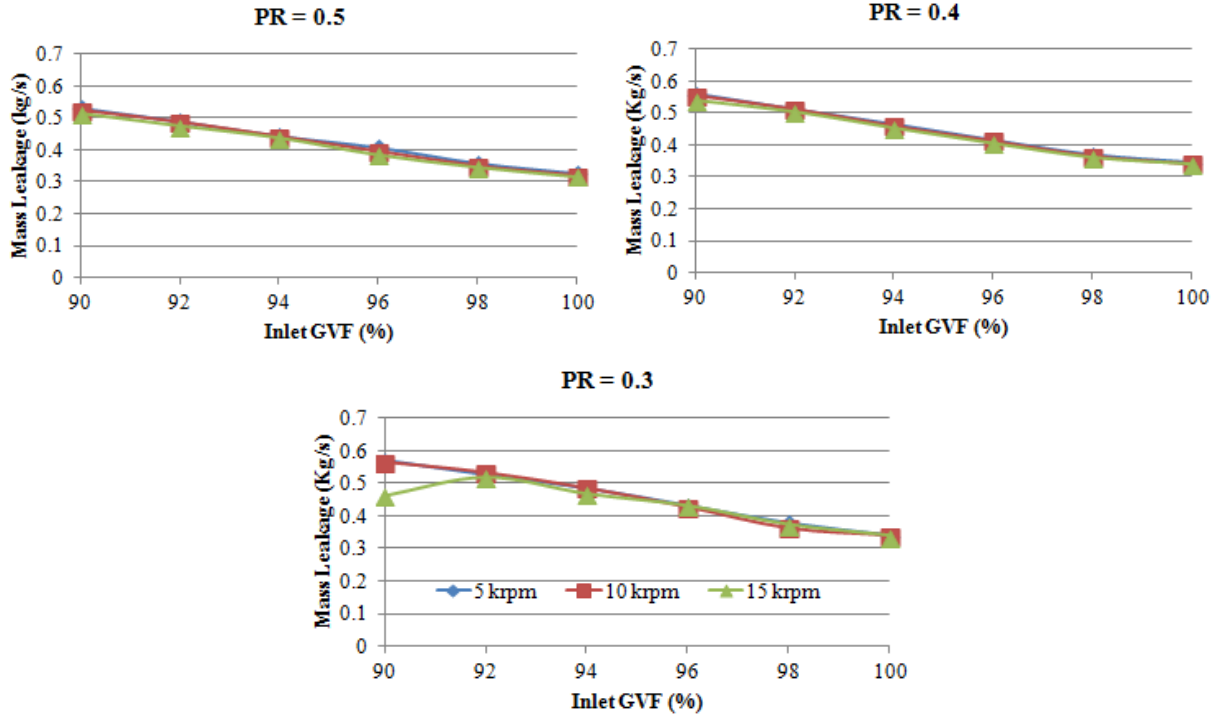 PR = 0.5
Mass Leakage (kg/s)
0.7
0.6
0.5
0.4
0.3
0.2
0.1
0
90 92 94 96 98 100
Inlet GVF (%)
PR = 0.4
Mass Leakage (Kg/s)
0.7
0.6
0.5
0.4
0.3
0.2
0.1
0
90 92 94 96 98 100
Inlet GVF (%)
PR = 0.3
Mass Leakage (Kg/s)
0.7
0.6
0.5
0.4
0.3
0.2
0.1
0
5 krpm 10 krpm 15 krpm
90 92 94 96 98 100
Inlet GVF (%)